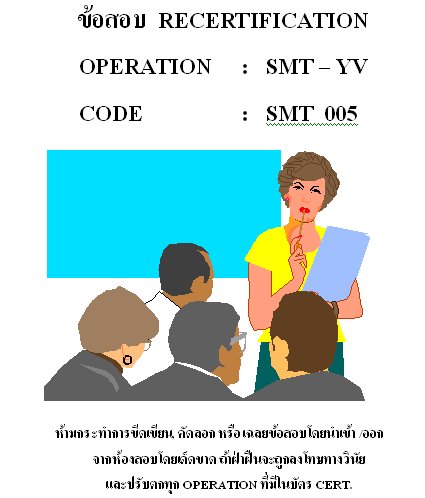 ข้อสอบ RECERTIFICATION
OPERATION : SMT – YV
CODE : SMT 005
ห้ามกระทำการขีดเขียน, คัดลอก หรือเฉลยข้อสอบโดยนำเข้า /ออก
จากห้องสอบโดยเด็ดขาด ถ้าฝ่าฝืนจะถูกลงโทษทางวินัย
และปรับตกทุก OPERATION ที่มีในบัตร CERT.